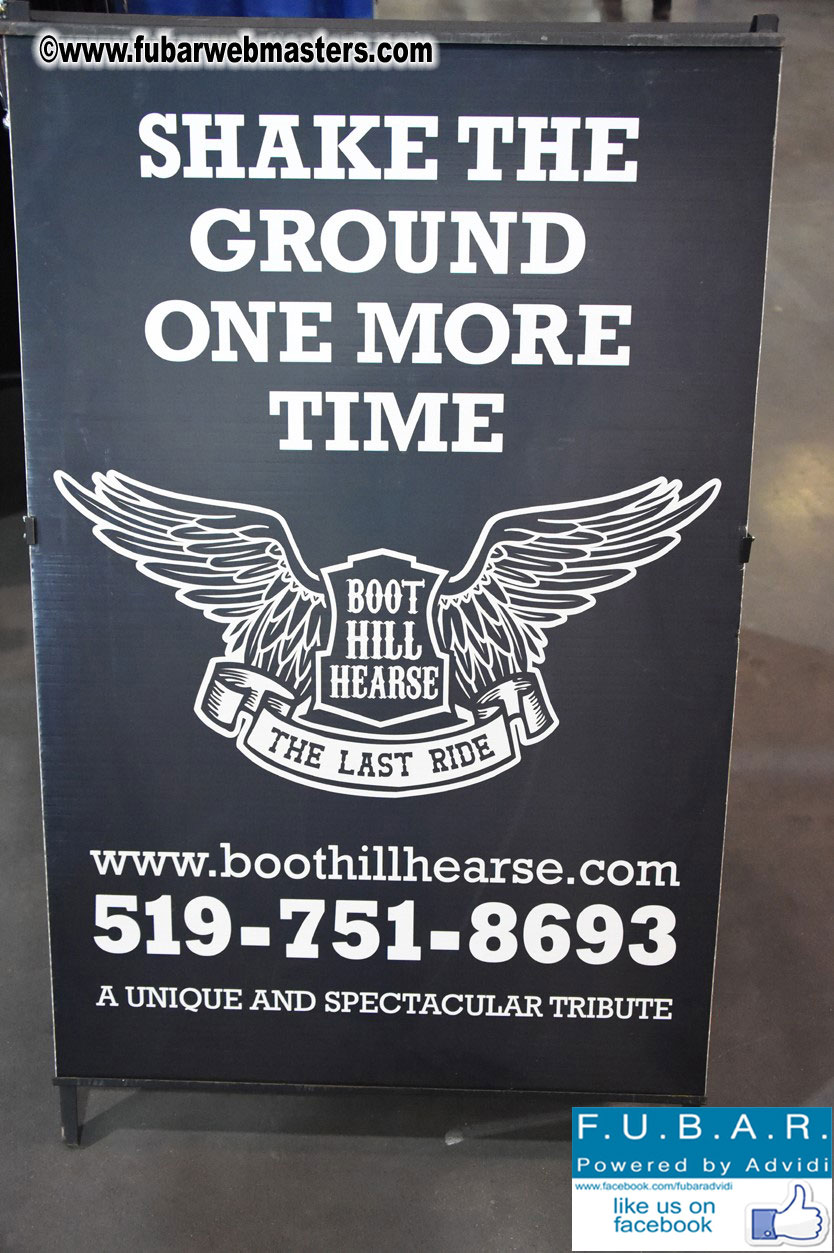 ©www.fubarwebmasters.com
SHAKE THE
GROUND
ONE MORE
TIME
BOOT
HILL
HEARSE
THE LAST RIDE
www.boothillhearse.com
519-751-8693
A UNIQUE AND SPECTACULAR TRIBUTE
F.U.B.A.R.
Powered by Advidi
www.facebook.com/fubaradvidi
like us on
facebook